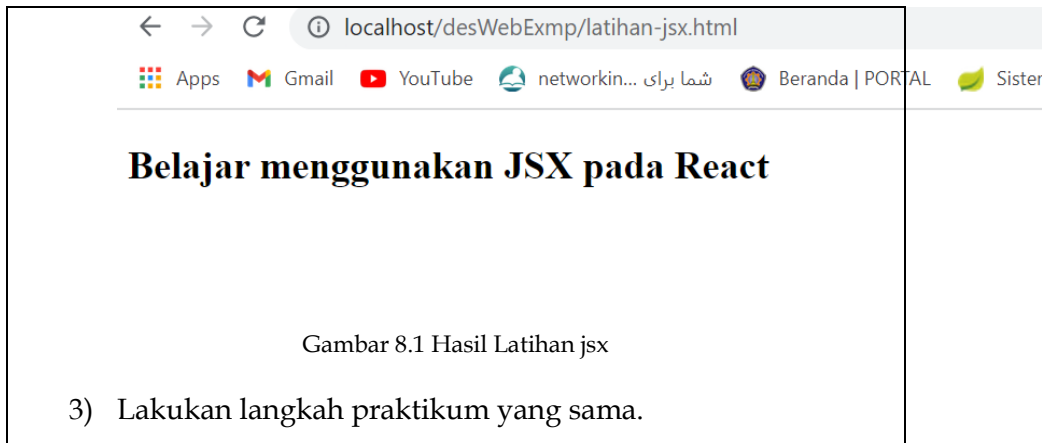 localhost/desWebExmp/latihan-jsx.html
Apps Gmail YouTube networkin... شما برای Beranda | PORTAL Sister
Belajar menggunakan JSX pada React
Gambar 8.1 Hasil Latihan jsx
3) Lakukan langkah praktikum yang sama.